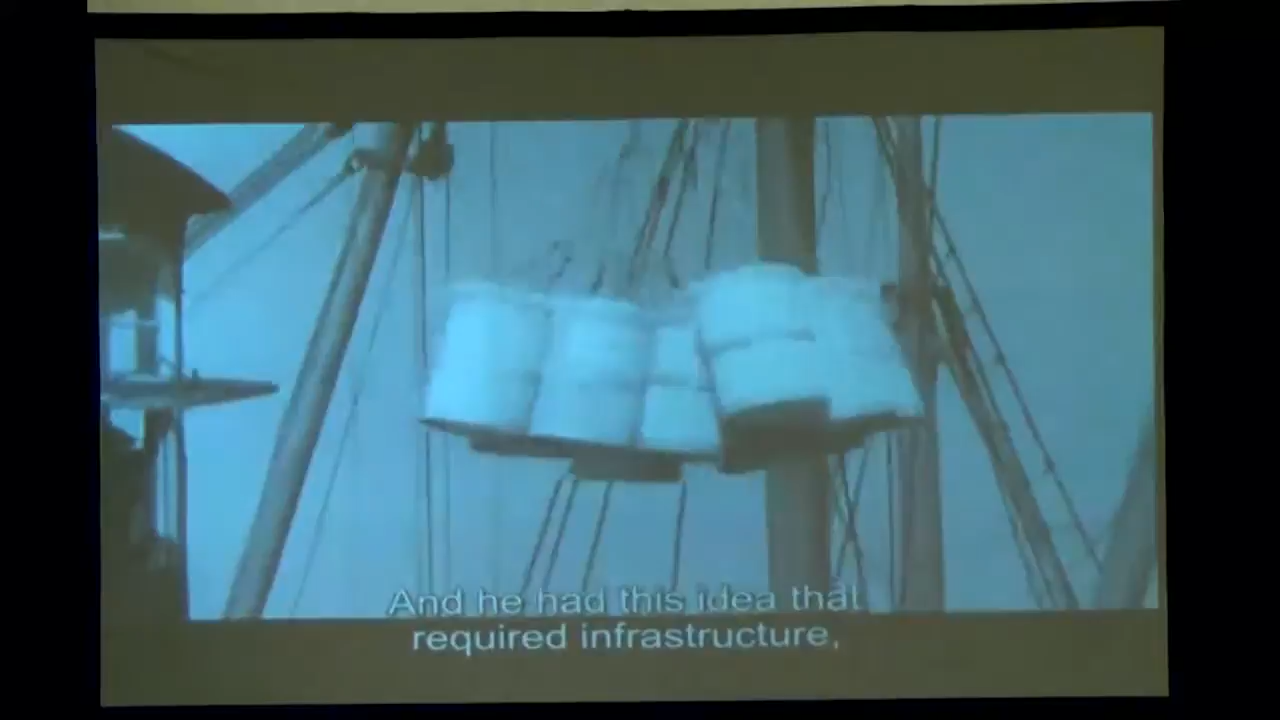 And he had this idea that
required infrastructure,